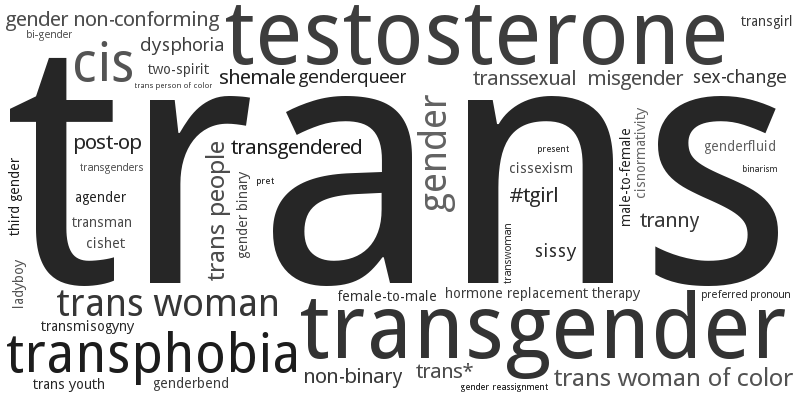 gender non-conforming
testosterone
transgirl
bi-gender
cis
dysphoria
two-spirit
shemale
genderqueer
transsexual
misgender
sex-change
trans person of color
trans
post-op
transgendered
gender
present
genderfluid
transgenders
cissexism
binarism
third gender
agender
trans people
gender binary
pret
#tgirl
male-to-female
cisnormativity
transman
tranny
cishet
transwoman
sissy
ladyboy
trans woman
female-to-male
hormone replacement therapy
preferred pronoun
transmisogyny
transgender
transphobia
non-binary
trans*
trans woman of color
trans youth
genderbend
gender reassignment